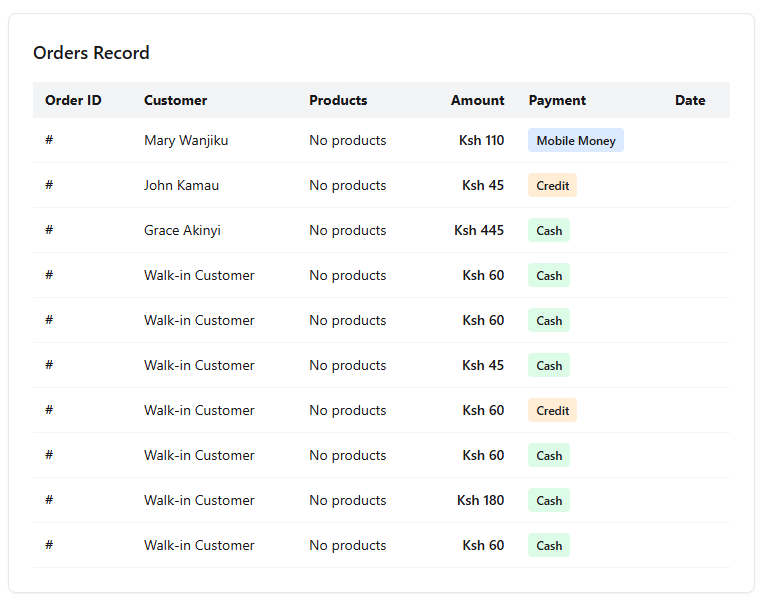 Orders Record
Order ID Customer Products Amount Payment Date
# Mary Wanjiku No products Ksh 110 Mobile Money
# John Kamau No products Ksh 45 Credit
# Grace Akinyi No products Ksh 445 Cash
# Walk-in Customer No products Ksh 60 Cash
# Walk-in Customer No products Ksh 60 Cash
# Walk-in Customer No products Ksh 45 Cash
# Walk-in Customer No products Ksh 60 Credit
# Walk-in Customer No products Ksh 60 Cash
# Walk-in Customer No products Ksh 180 Cash
# Walk-in Customer No products Ksh 60 Cash